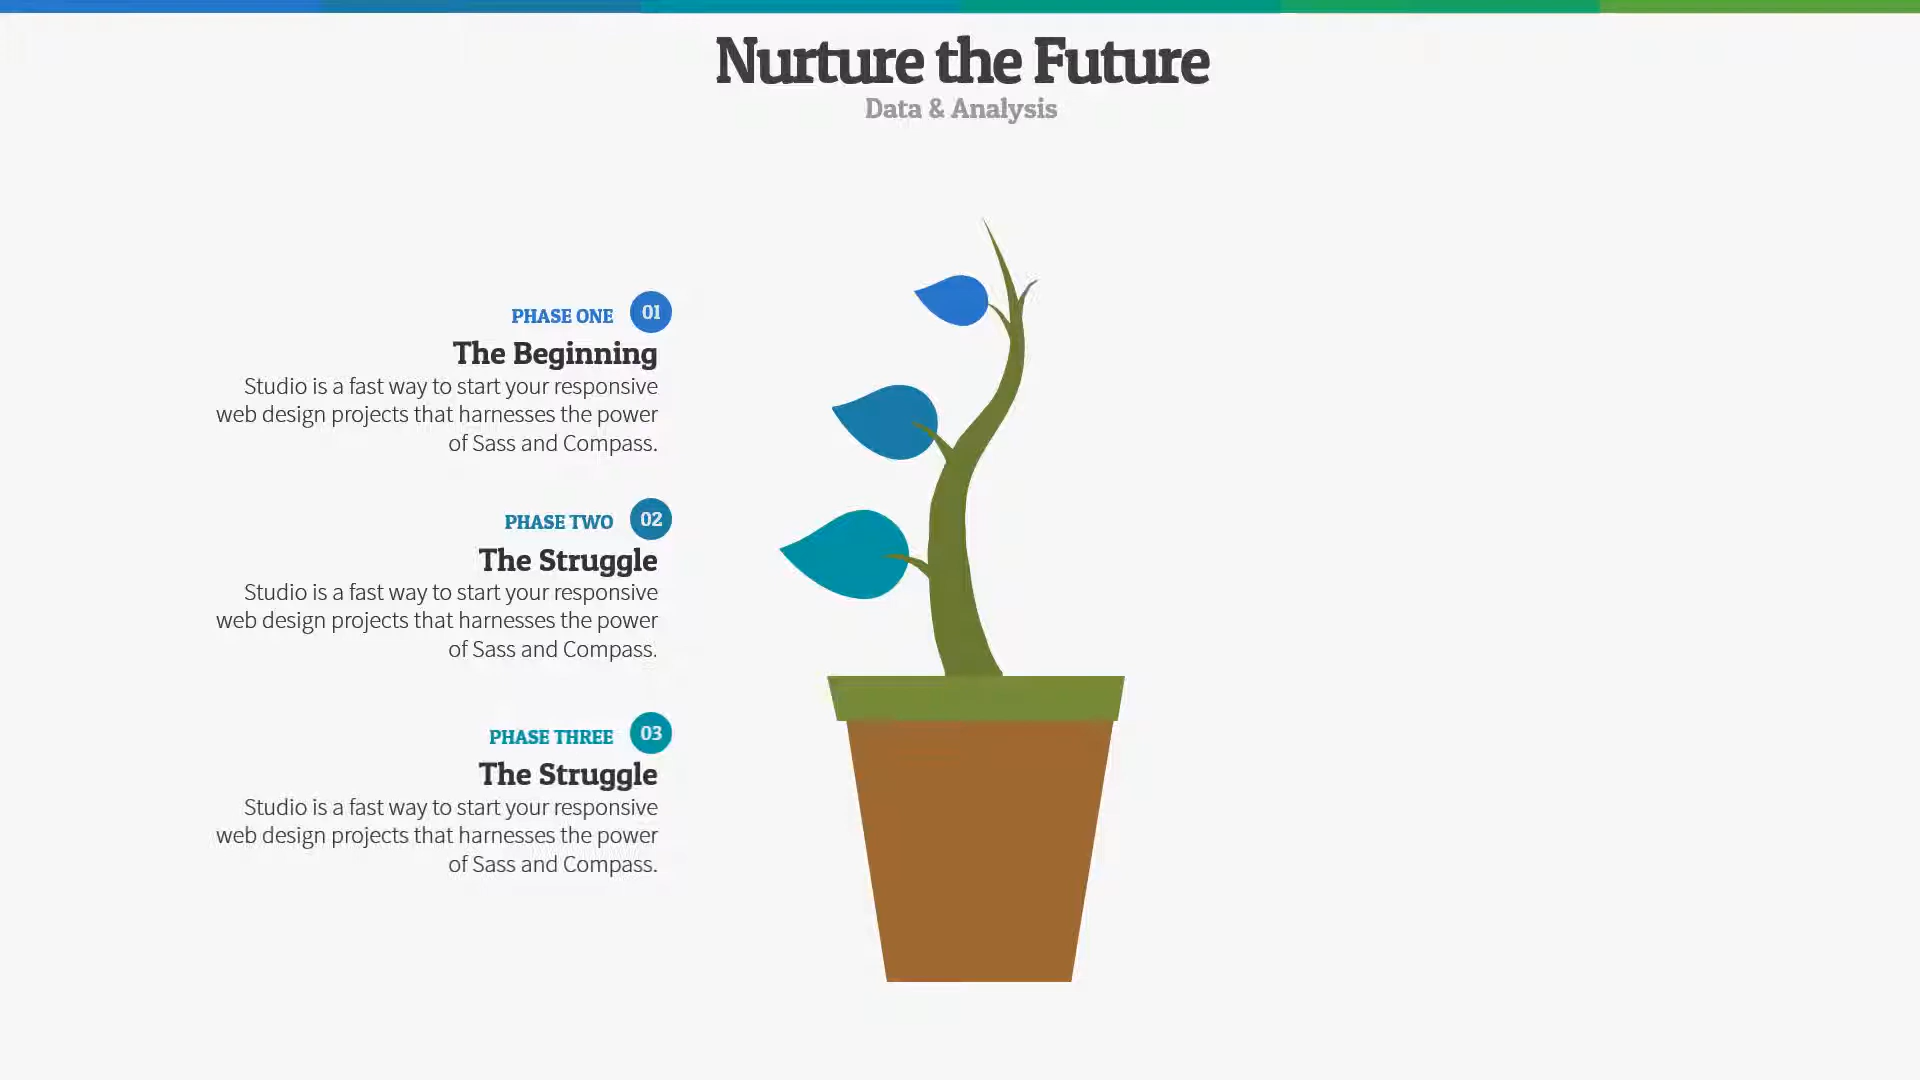 Nurture the Future
Data & Analysis
PHASE ONE 01
The Beginning
Studio is a fast way to start your responsive
web design projects that harnesses the power
of Sass and Compass.
PHASE TWO 02
The Struggle
Studio is a fast way to start your responsive
web design projects that harnesses the power
of Sass and Compass.
PHASE THREE 03
The Struggle
Studio is a fast way to start your responsive
web design projects that harnesses the power
of Sass and Compass.